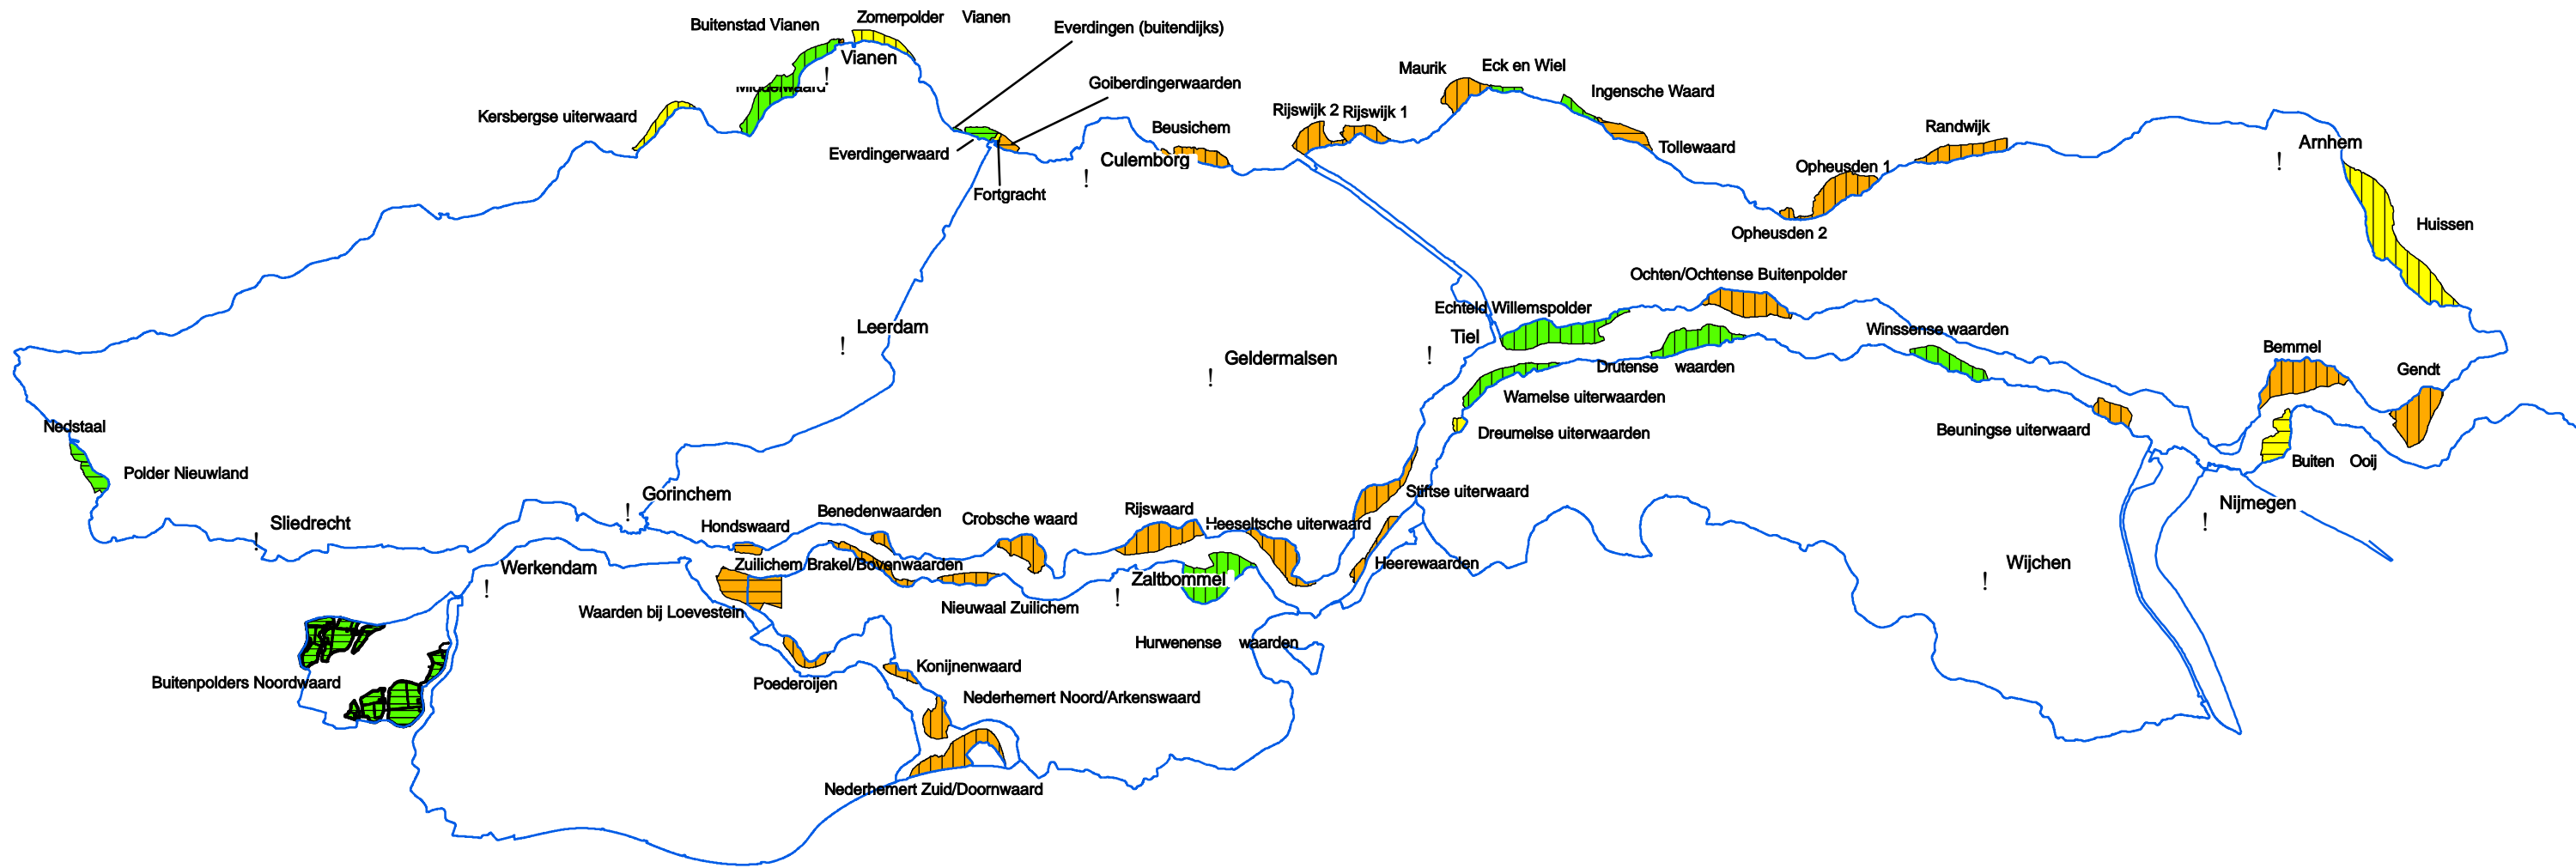 Buitenstad Vianen
Zomerpolder Vianen
Everdingen (buitendijks)
Vianen
Middelwaard
Goiberdingerwaarden
Kersbergse uiterwaard
Everdingerwaard
Fortgracht
Culemborg
Beusichem
Rijswijk 2
Rijswijk 1
Maurik
Eck en Wiel
Ingensche Waard
Tollewaard
Randwijk
Opheusden 1
Opheusden 2
Arnhem
Huissen
Ochten/Ochtense Buitenpolder
Echteld Willemspolder
Leerdam
Tiel
Geldermalsen
Winssense waarden
Drutense waarden
Bemmel
Gendt
Wamelse uiterwaarden
Dreumelse uiterwaarden
Beuningse uiterwaard
Buiten Ooij
Nedstaal
Polder Nieuwland
Gorinchem
Sliedrecht
Hondswaard
Benedenwaarden
Crobsche waard
Rijswaard
Heeseltsche uiterwaard
Stiftse uiterwaard
Nijmegen
Werkendam
Zuilichem Brakel/Bovenwaarden
Zaltbommel
Heerewaarden
Wijchen
Waarden bij Loevestein
Nieuwaal Zuilichem
Hurwenense waarden
Buitenpolders Noordwaard
Poederoijen
Konijnenwaard
Nederhemert Noord/Arkenswaard
Nederhemert Zuid/Doornwaard